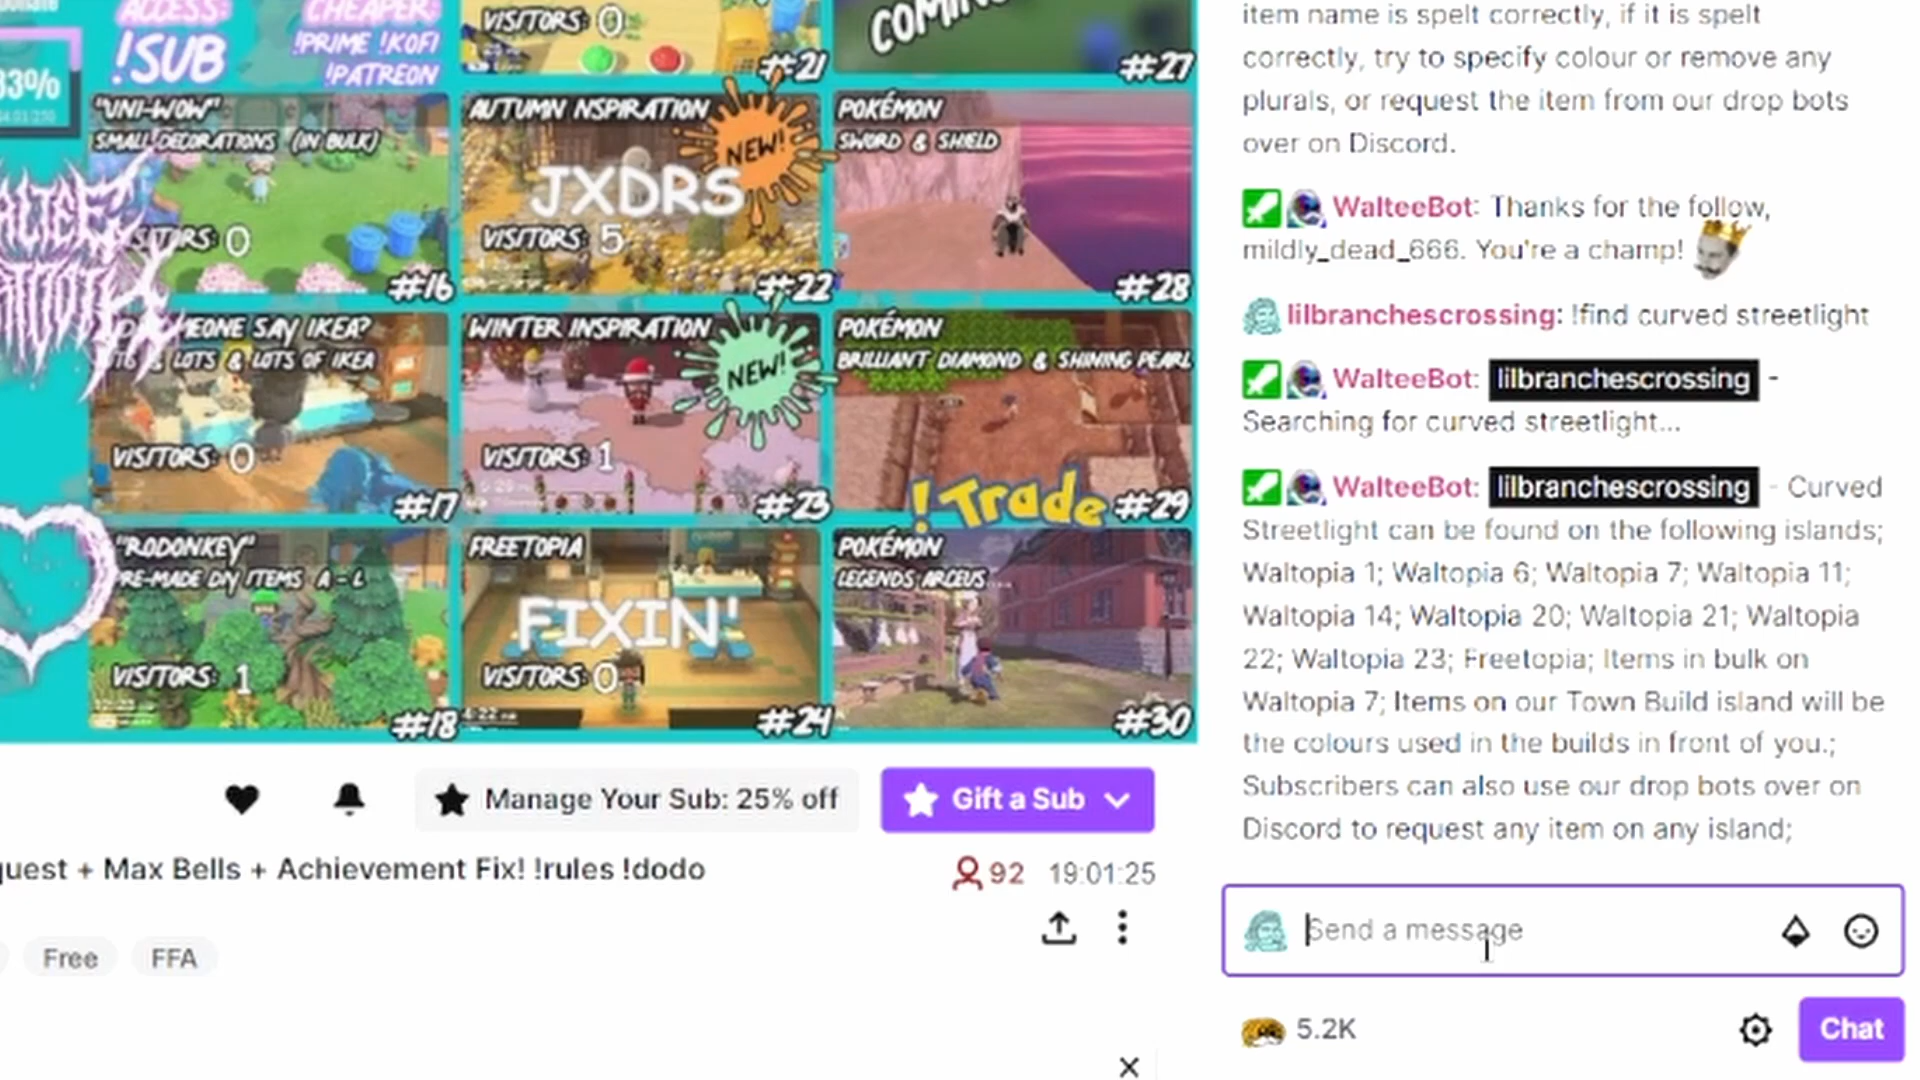 ACCESS:
!SUB
CHEAPER:
!PRIME !KOFI
!PATREON
VISITORS: 0
#21
COMING
#27
33%
"UNI-WOW"
SMALL DECORATIONS (IN BULK)
VISITORS: 0
#16
AUTUMN NSPIRATION
NEW!
JXDRS
VISITORS: 5
#22
POKÉMON
SWORD & SHIELD
#28
MEONE SAY IKEA?
& LOTS & LOTS OF IKEA
VISITORS: 0
#17
WINTER INSPIRATION
NEW!
VISITORS: 1
#23
POKÉMON
BRILLIANT DIAMOND & SHINING PEARL
!Trade
#29
"RODONKEY"
PRE-MADE DIY ITEMS A - L
VISITORS: 1
#18
FREETOPIA
FIXIN'
VISITORS: 0
#24
POKÉMON
LEGENDS ARCEUS
#30
Manage Your Sub: 25% off
Gift a Sub
quest + Max Bells + Achievement Fix! !rules !dodo
92 19:01:25
Free
FFA
item name is spelt correctly, if it is spelt
correctly, try to specify colour or remove any
plurals, or request the item from our drop bots
over on Discord.
WalteeBot: Thanks for the follow,
mildly_dead_666. You're a champ!
lilbranchescrossing: !find curved streetlight
WalteeBot: lilbranchescrossing -
Searching for curved streetlight...
WalteeBot: lilbranchescrossing - Curved
Streetlight can be found on the following islands;
Waltopia 1; Waltopia 6; Waltopia 7; Waltopia 11;
Waltopia 14; Waltopia 20; Waltopia 21; Waltopia
22; Waltopia 23; Freetopia; Items in bulk on
Waltopia 7; Items on our Town Build island will be
the colours used in the builds in front of you.;
Subscribers can also use our drop bots over on
Discord to request any item on any island;
Send a message
5.2K
Chat